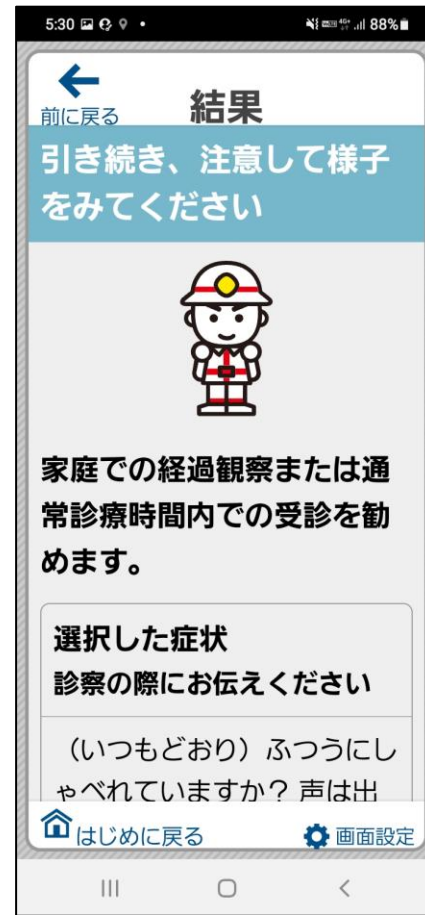 5:30
88%
前に戻る
結果
引き続き、注意して様子
をみてください
家庭での経過観察または通
常診療時間内での受診を勧
めます。
選択した症状
診察の際にお伝えください
(いつもどおり)ふつうにし
ゃべれていますか? 声は出
はじめに戻る
画面設定